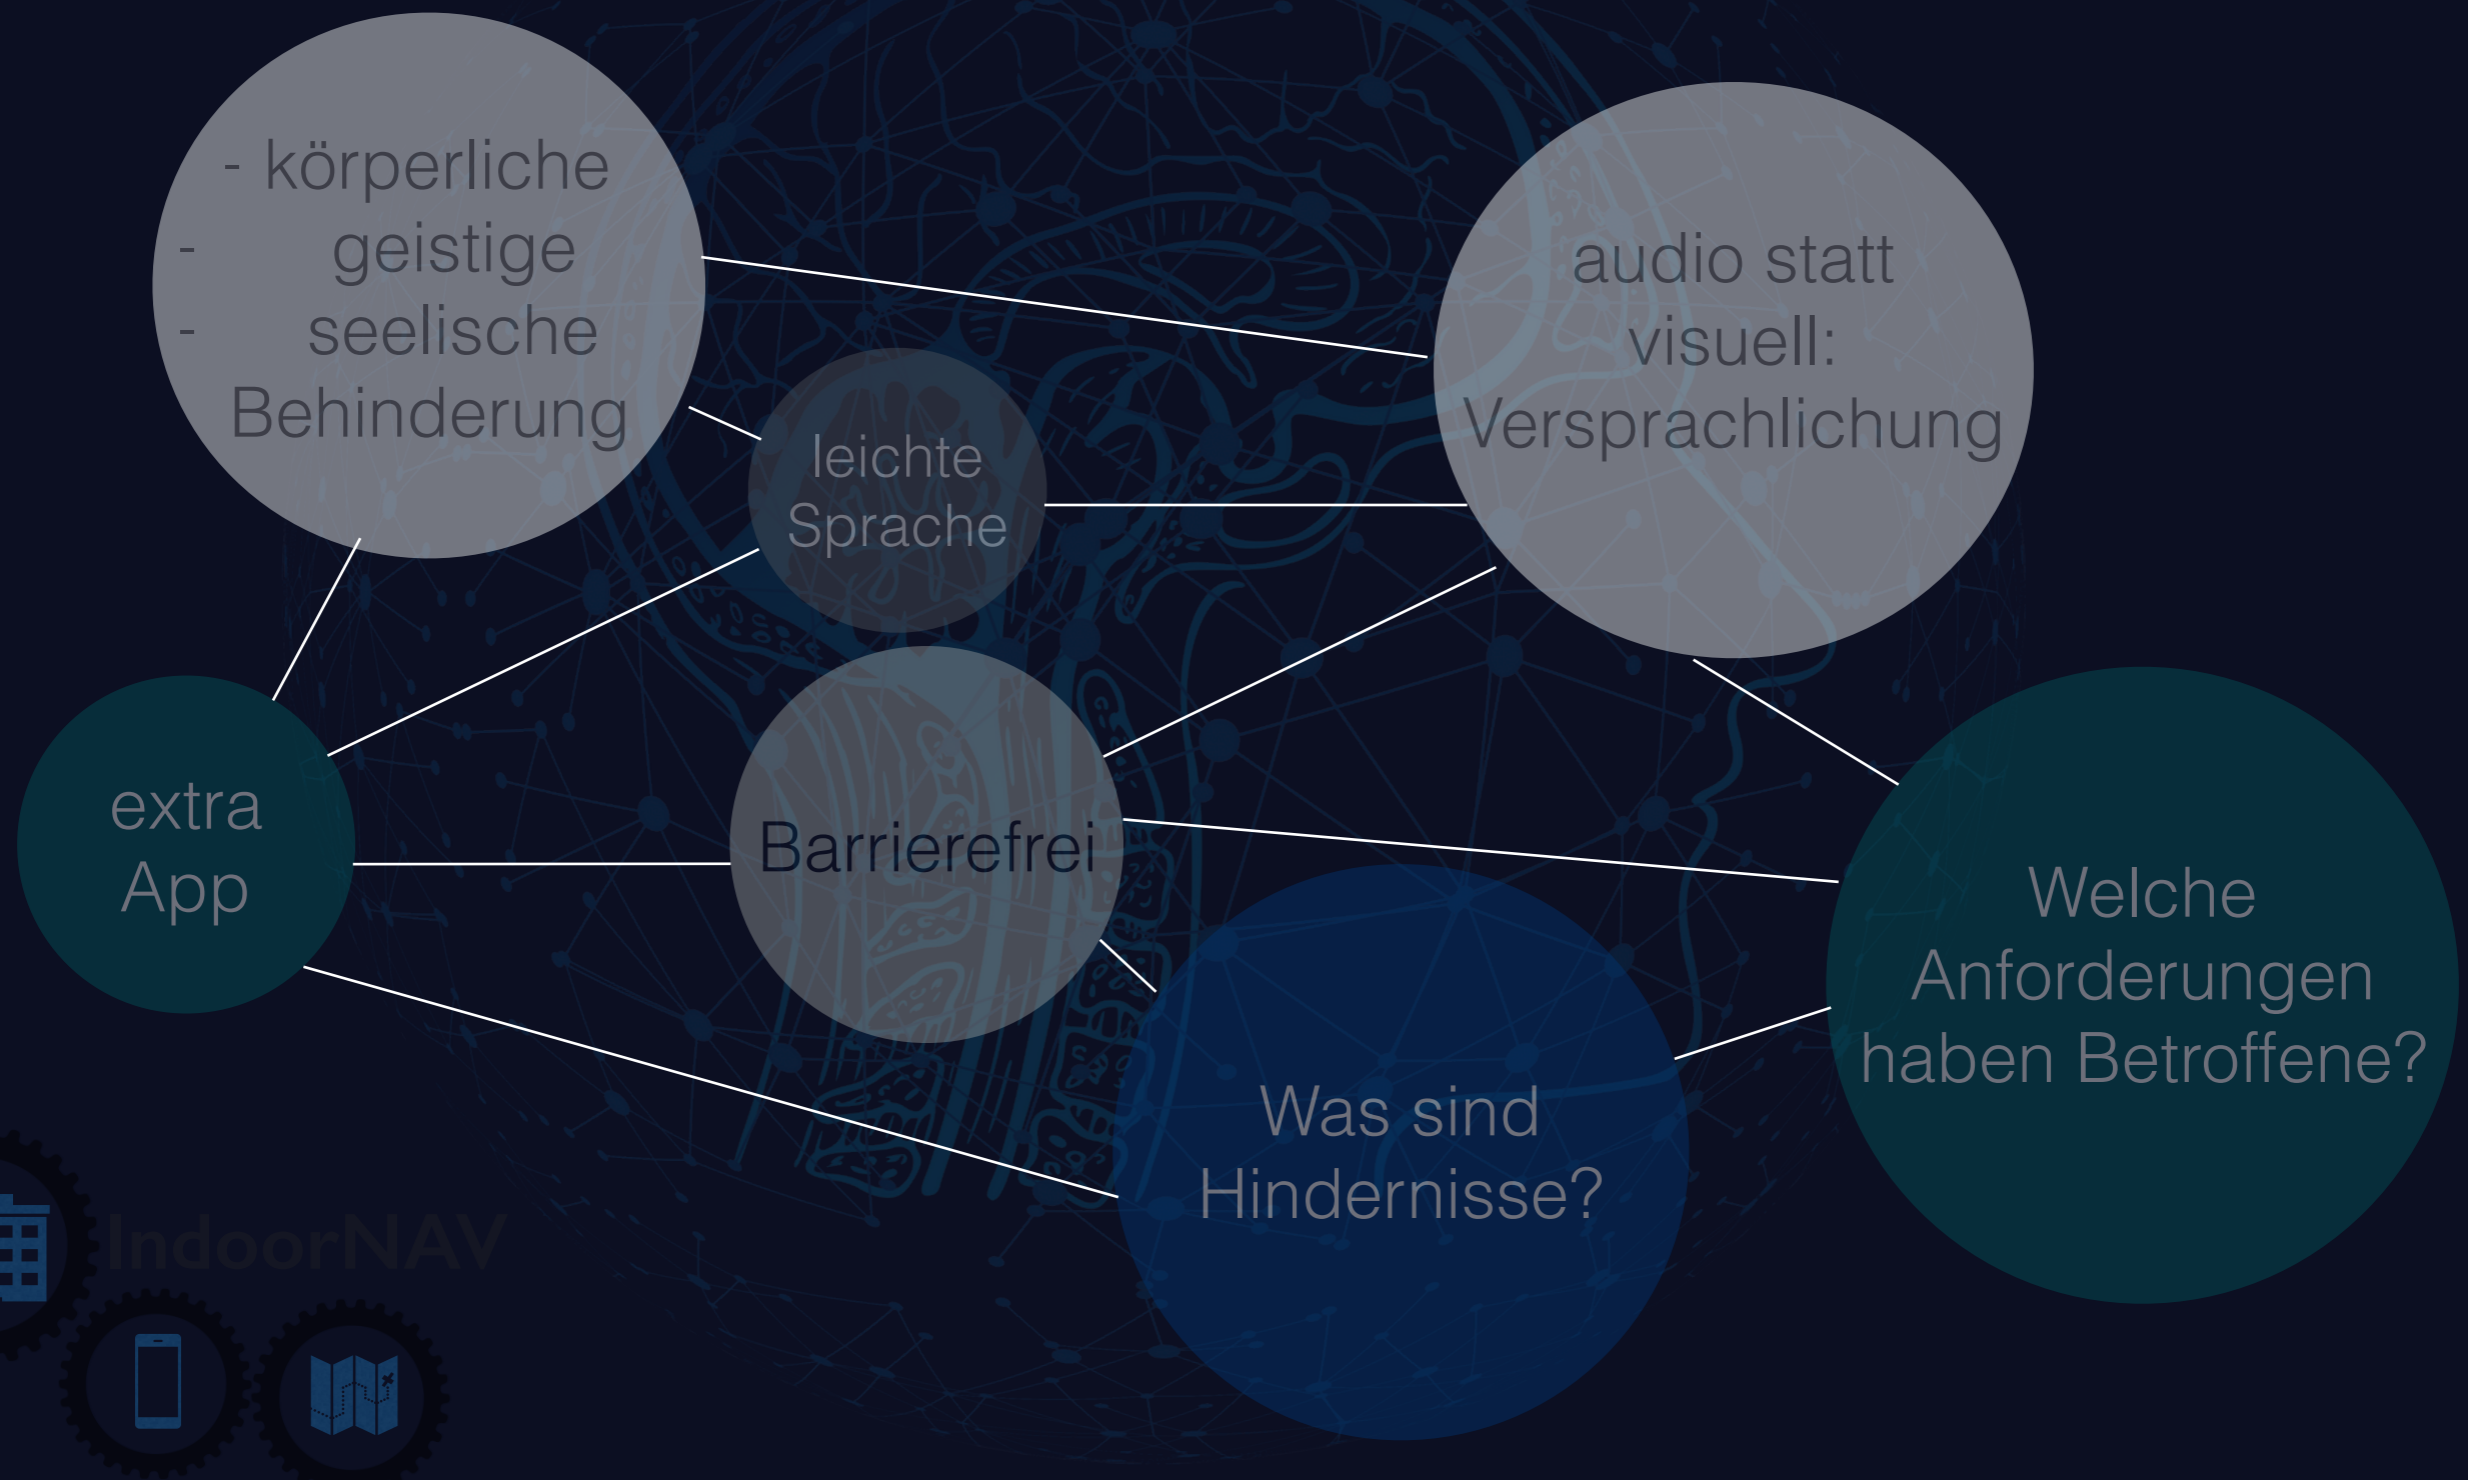 - körperliche
- geistige
- seelische
Behinderung
audio statt
visuell:
Versprachlichung
leichte
Sprache
extra
App
Barrierefrei
Welche
Anforderungen
haben Betroffene?
Was sind
Hindernisse?
IndoorNAV